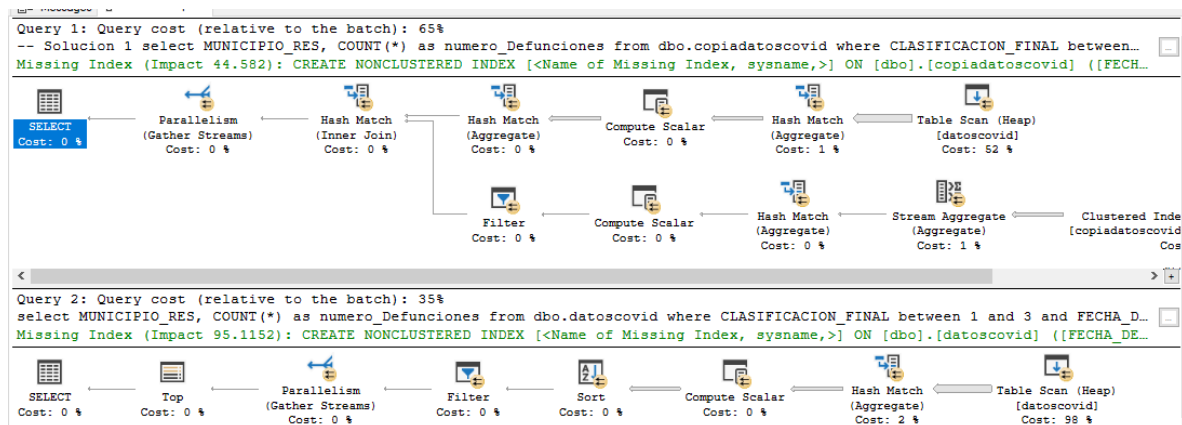 Messages
Query 1: Query cost (relative to the batch): 65%
-- Solucion 1 select MUNICIPIO_RES, COUNT(*) as numero_Defunciones from dbo.copiadatoscovid where CLASIFICACION_FINAL between…
Missing Index (Impact 44.582): CREATE NONCLUSTERED INDEX [<Name of Missing Index, sysname,>] ON [dbo].[copiadatoscovid] ([FECH…
SELECT
Cost: 0 %
Parallelism
(Gather Streams)
Cost: 0 %
Hash Match
(Inner Join)
Cost: 0 %
Hash Match
(Aggregate)
Cost: 0 %
Compute Scalar
Cost: 0 %
Hash Match
(Aggregate)
Cost: 1 %
Table Scan (Heap)
[datoscovid]
Cost: 52 %
Filter
Cost: 0 %
Compute Scalar
Cost: 0 %
Hash Match
(Aggregate)
Cost: 0 %
Stream Aggregate
(Aggregate)
Cost: 1 %
Clustered Inde
[copiadatoscovid
Cos
Query 2: Query cost (relative to the batch): 35%
select MUNICIPIO_RES, COUNT(*) as numero_Defunciones from dbo.datoscovid where CLASIFICACION_FINAL between 1 and 3 and FECHA_D…
Missing Index (Impact 95.1152): CREATE NONCLUSTERED INDEX [<Name of Missing Index, sysname,>] ON [dbo].[datoscovid] ([FECHA_DE…
SELECT
Cost: 0 %
Top
Cost: 0 %
Parallelism
(Gather Streams)
Cost: 0 %
Filter
Cost: 0 %
Sort
Cost: 0 %
Compute Scalar
Cost: 0 %
Hash Match
(Aggregate)
Cost: 2 %
Table Scan (Heap)
[datoscovid]
Cost: 98 %